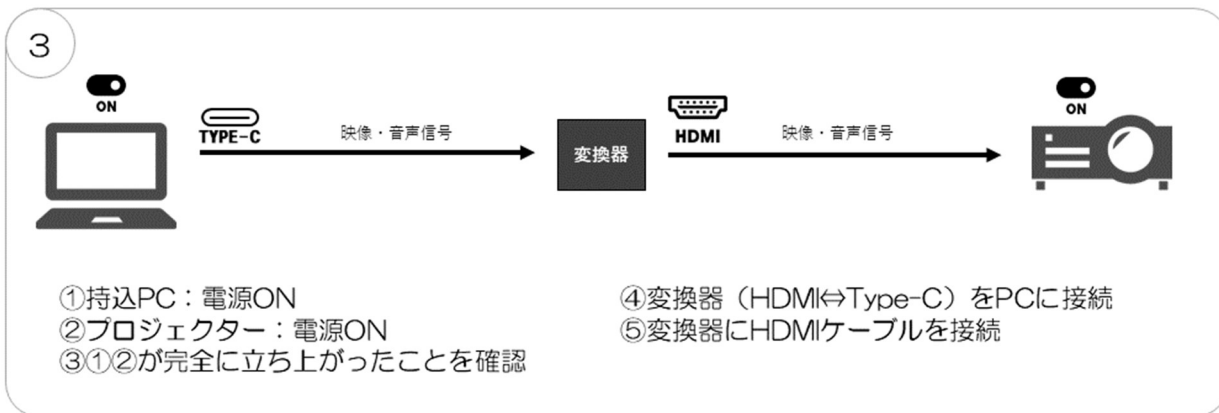 3
ON
TYPE-C
映像・音声信号
変換器
HDMI
映像・音声信号
ON
①持込PC：電源ON
②プロジェクター：電源ON
③①②が完全に立ち上がったことを確認
④変換器（HDMI⇔Type-C）をPCに接続
⑤変換器にHDMIケーブルを接続